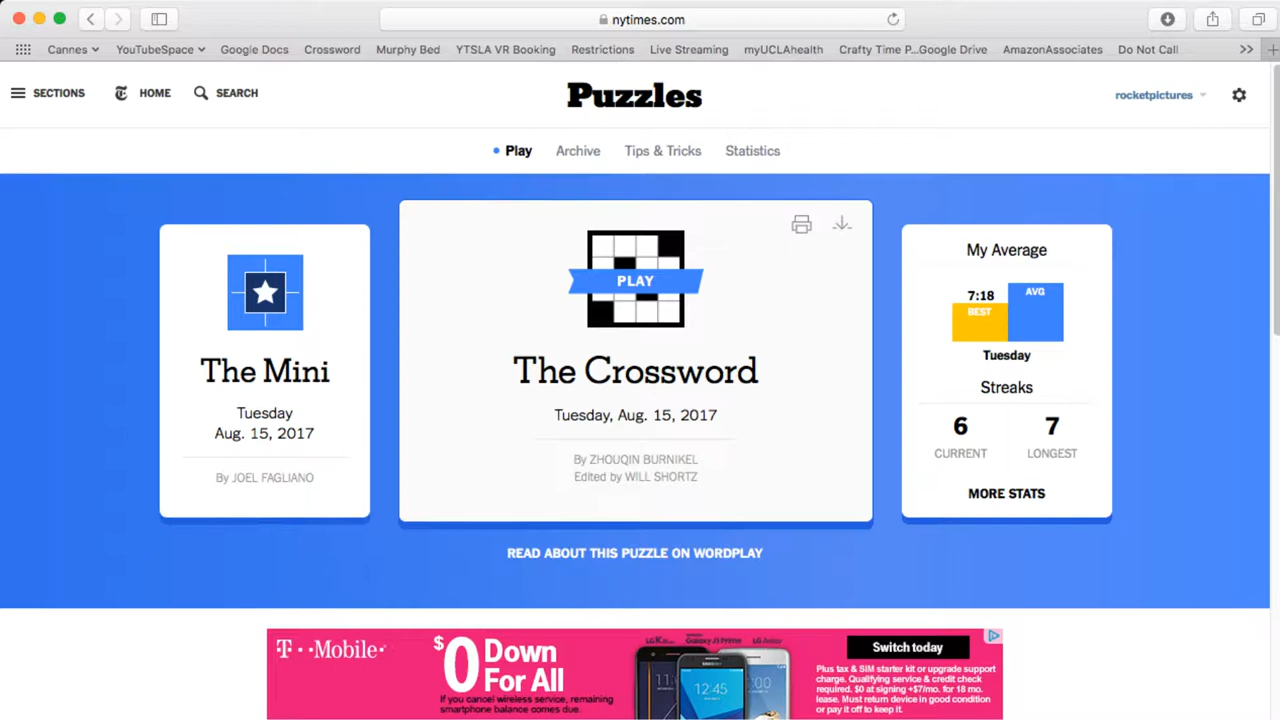 nytimes.com
Cannes YouTubeSpace Google Docs Crossword Murphy Bed YTSLA VR Booking Restrictions Live Streaming myUCLAhealth Crafty Time P...Google Drive AmazonAssociates Do Not Call
SECTIONS HOME SEARCH
Puzzles
rocketpictures
Play Archive Tips & Tricks Statistics
The Mini
Tuesday
Aug. 15, 2017
By JOEL FAGLIANO
PLAY
The Crossword
Tuesday, Aug. 15, 2017
By ZHOUQIN BURNIKEL
Edited by WILL SHORTZ
My Average
7:18
BEST
AVG
Tuesday
Streaks
6 7
CURRENT LONGEST
MORE STATS
READ ABOUT THIS PUZZLE ON WORDPLAY
T··Mobile·
$0 Down
For All
If you cancel wireless service, remaining
smartphone balance comes due.
12:45
Switch today
Plus tax & SIM starter kit or upgrade support
charge. Qualifying service & credit check
required. $0 at signing +$7/mo. for 18 mo.
lease. Must return device in good condition
or pay it off to keep it.